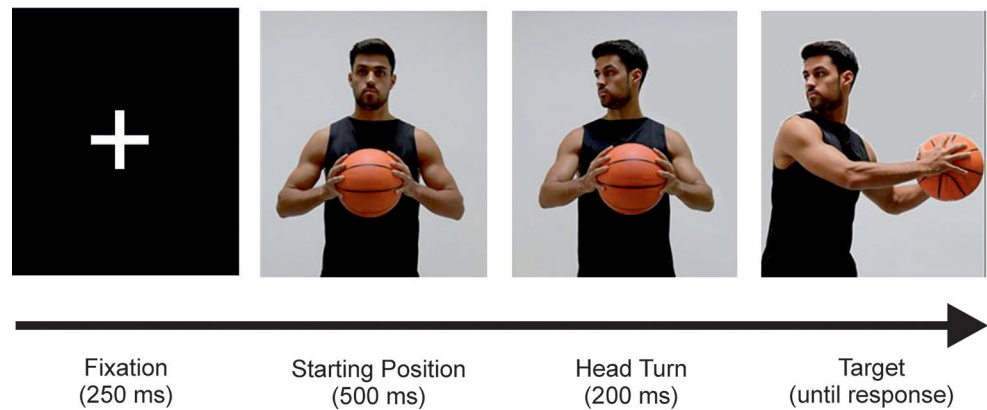 Fixation
(250 ms)
Starting Position
(500 ms)
Head Turn
(200 ms)
Target
(until response)